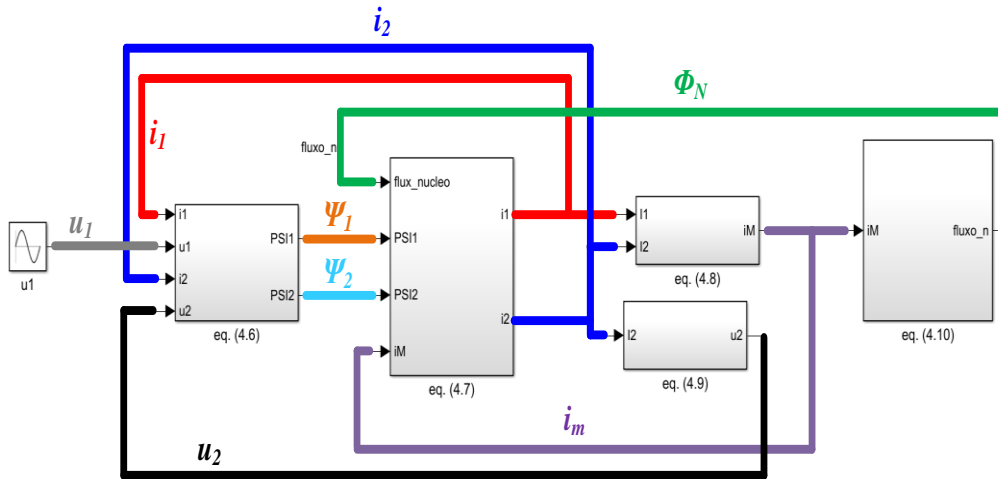 i2
ΦN
i1
fluxo_n
flux_nucleo
u1
Ψ1
i1
i1
I1
PSI1
PSI1
iM
iM
fluxo_n
u1
I2
u1
i2
Ψ2
eq. (4.8)
PSI2
PSI2
u2
i2
eq. (4.6)
I2
u2
eq. (4.10)
iM
eq. (4.9)
eq. (4.7)
im
u2